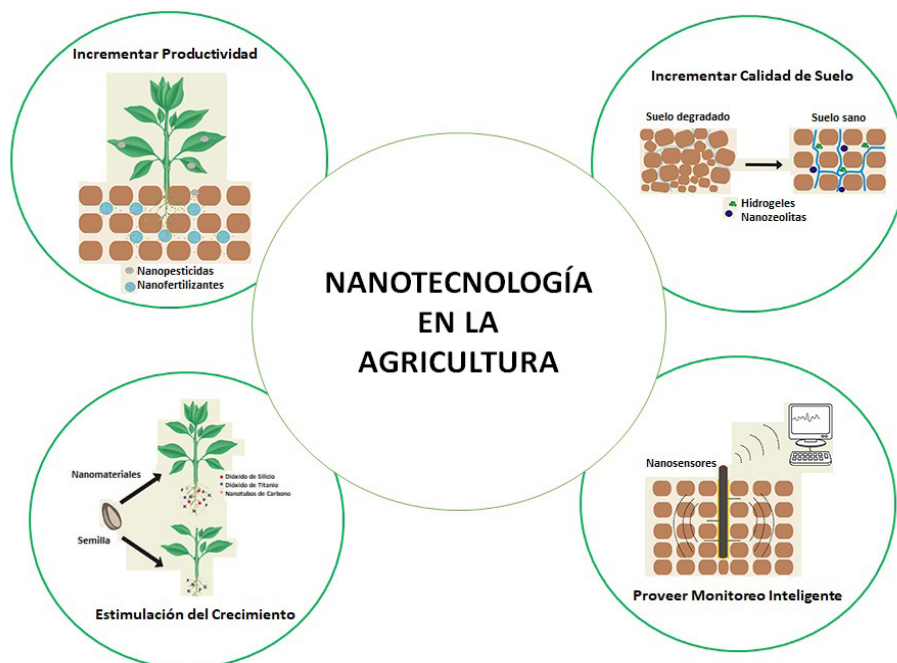 Incrementar Productividad
Nanopesticidas
Nanofertilizantes
Incrementar Calidad de Suelo
Suelo degradado
Suelo sano
Hidrogeles
Nanozeolitas
NANOTECNOLOGÍA
EN LA
AGRICULTURA
Nanomateriales
Dióxido de Silicio
Dióxido de Titanio
Nanotubos de Carbono
Semilla
Estimulación del Crecimiento
Nanosensores
Proveer Monitoreo Inteligente